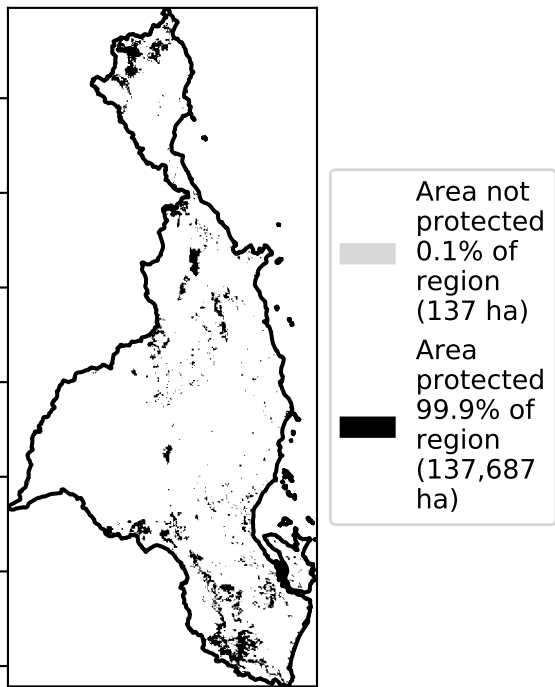 Area not
protected
0.1% of
region
(137 ha)
Area
protected
99.9% of
region
(137,687
ha)